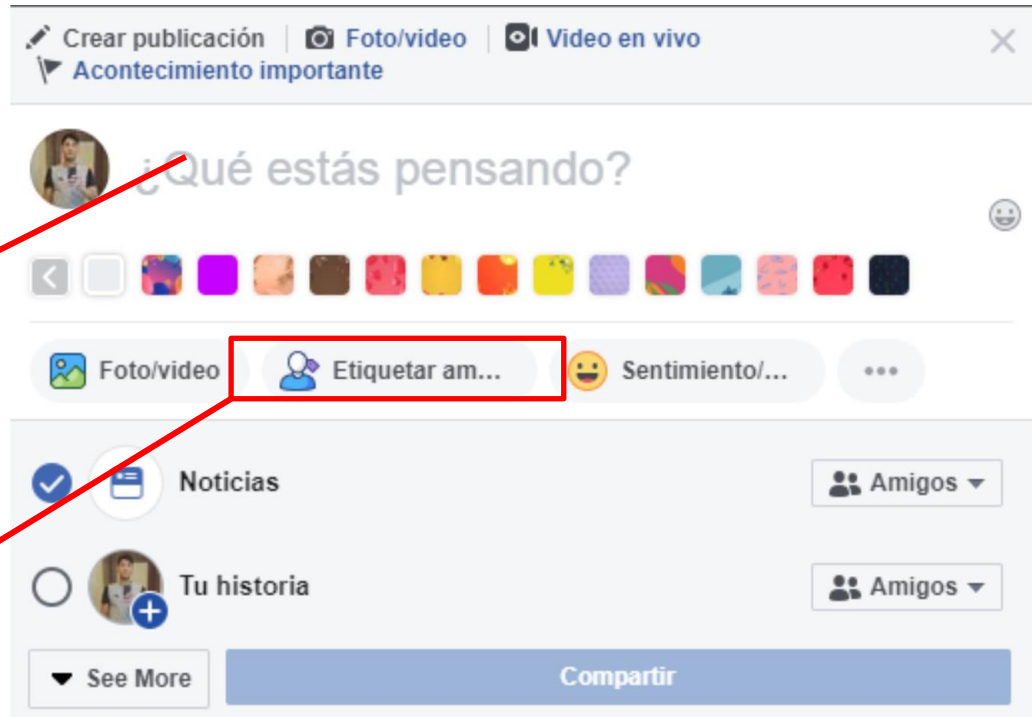 Crear publicación Foto/video Video en vivo
Acontecimiento importante
¿Qué estás pensando?
Foto/video Etiquetar am... Sentimiento/...
Noticias Amigos
Tu historia Amigos
See More Compartir